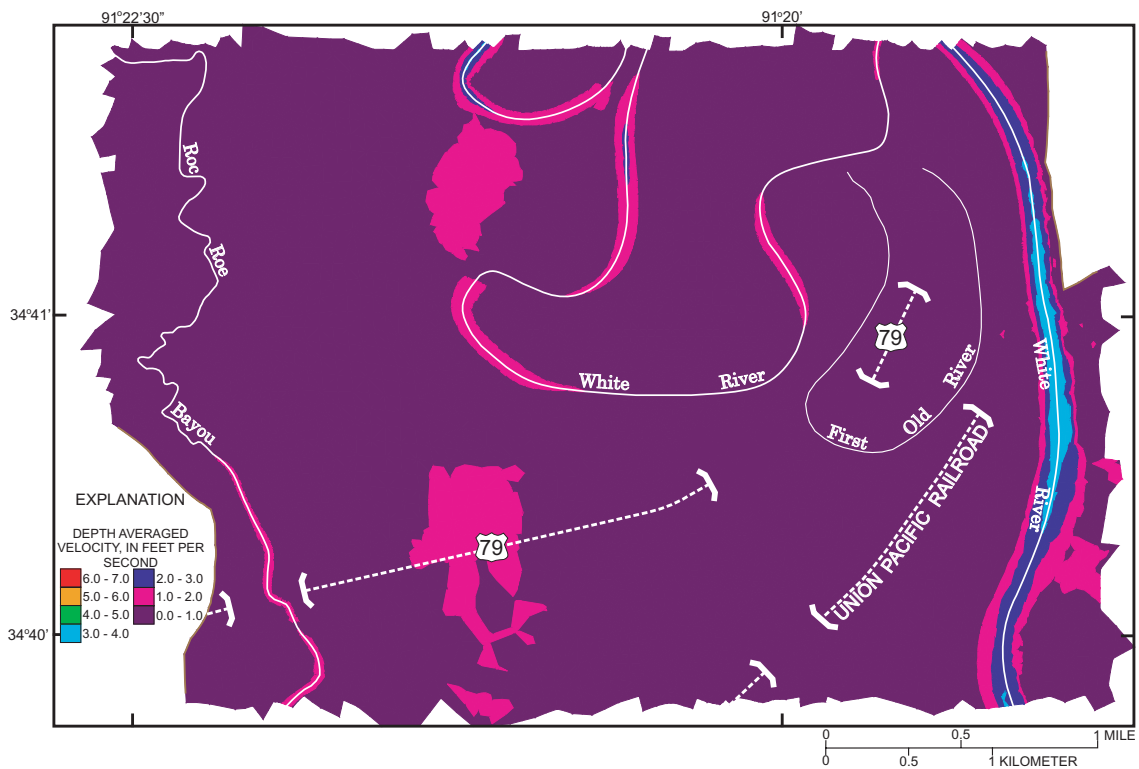 91°22'30”
91°20'
Roc
Roe
34°41'
79
White
White
River
River
First
Old
Bayou
UNION PACIFIC RAILROAD
79
River
EXPLANATION
DEPTH AVERAGED
VELOCITY, IN FEET PER
SECOND
6.0 - 7.0
2.0 - 3.0
5.0 - 6.0
1.0 - 2.0
4.0 - 5.0
0.0 - 1.0
3.0 - 4.0
34°40'
0
0.5
1 MILE
0
0.5
1 KILOMETER